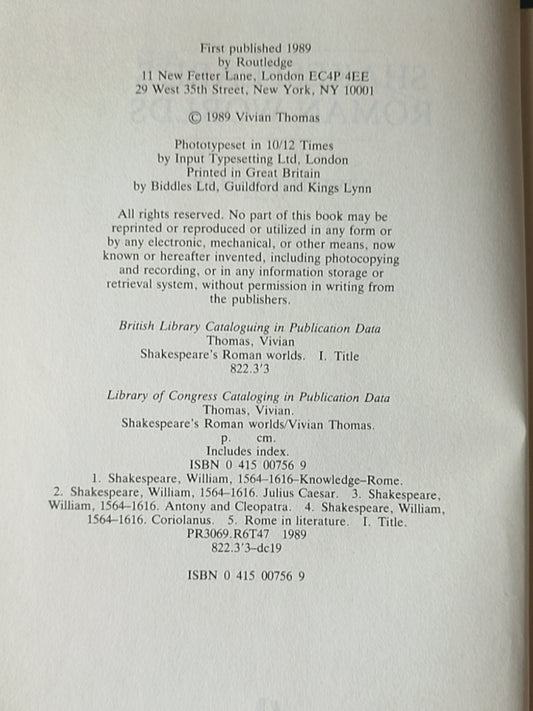 First published 1989
by Routledge
11 New Fetter Lane, London EC4P 4EE
29 West 35th Street, New York, NY 10001
© 1989 Vivian Thomas
Phototypeset in 10/12 Times
by Input Typesetting Ltd, London
Printed in Great Britain
by Biddles Ltd, Guildford and Kings Lynn
All rights reserved. No part of this book may be
reprinted or reproduced or utilized in any form or
by any electronic, mechanical, or other means, now
known or hereafter invented, including photocopying
and recording, or in any information storage or
retrieval system, without permission in writing from
the publishers.
British Library Cataloguing in Publication Data
Thomas, Vivian
Shakespeare's Roman worlds. I. Title
822.3'3
Library of Congress Cataloging in Publication Data
Thomas, Vivian.
Shakespeare's Roman worlds/Vivian Thomas.
p. cm.
Includes index.
ISBN 0 415 00756 9
1. Shakespeare, William, 1564–1616–Knowledge–Rome.
2. Shakespeare, William, 1564–1616. Julius Caesar. 3. Shakespeare,
William, 1564–1616. Antony and Cleopatra. 4. Shakespeare, William,
1564–1616. Coriolanus. 5. Rome in literature. I. Title.
PR3069.R6T47 1989
822.3'3–dc19
ISBN 0 415 00756 9